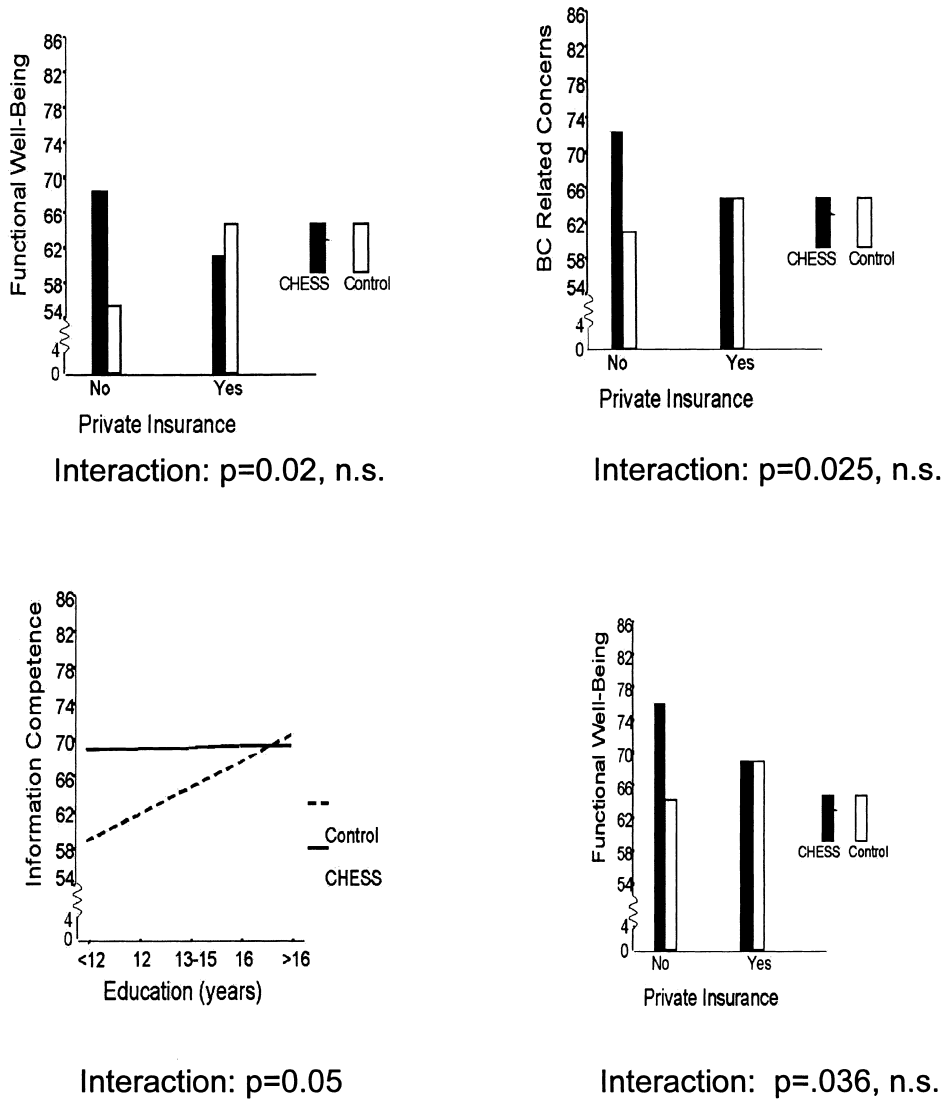 Functional Well-Being
86
82
78
74
70
66
62
58
54
4
0
No Yes
Private Insurance
CHESS Control
Interaction: p=0.02, n.s.
BC Related Concerns
86
82
78
74
70
66
62
58
54
4
0
No Yes
Private Insurance
CHESS Control
Interaction: p=0.025, n.s.
Information Competence
86
82
78
74
70
66
62
58
54
4
0
<12 12 13-15 16 >16
Education (years)
Control
CHESS
Interaction: p=0.05
Functional Well-Being
86
82
78
74
70
66
62
58
54
4
0
No Yes
Private Insurance
CHESS Control
Interaction: p=.036, n.s.